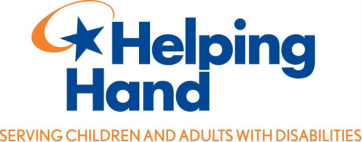 Helping
Hand
SERVING CHILDREN AND ADULTS WITH DISABILITIES